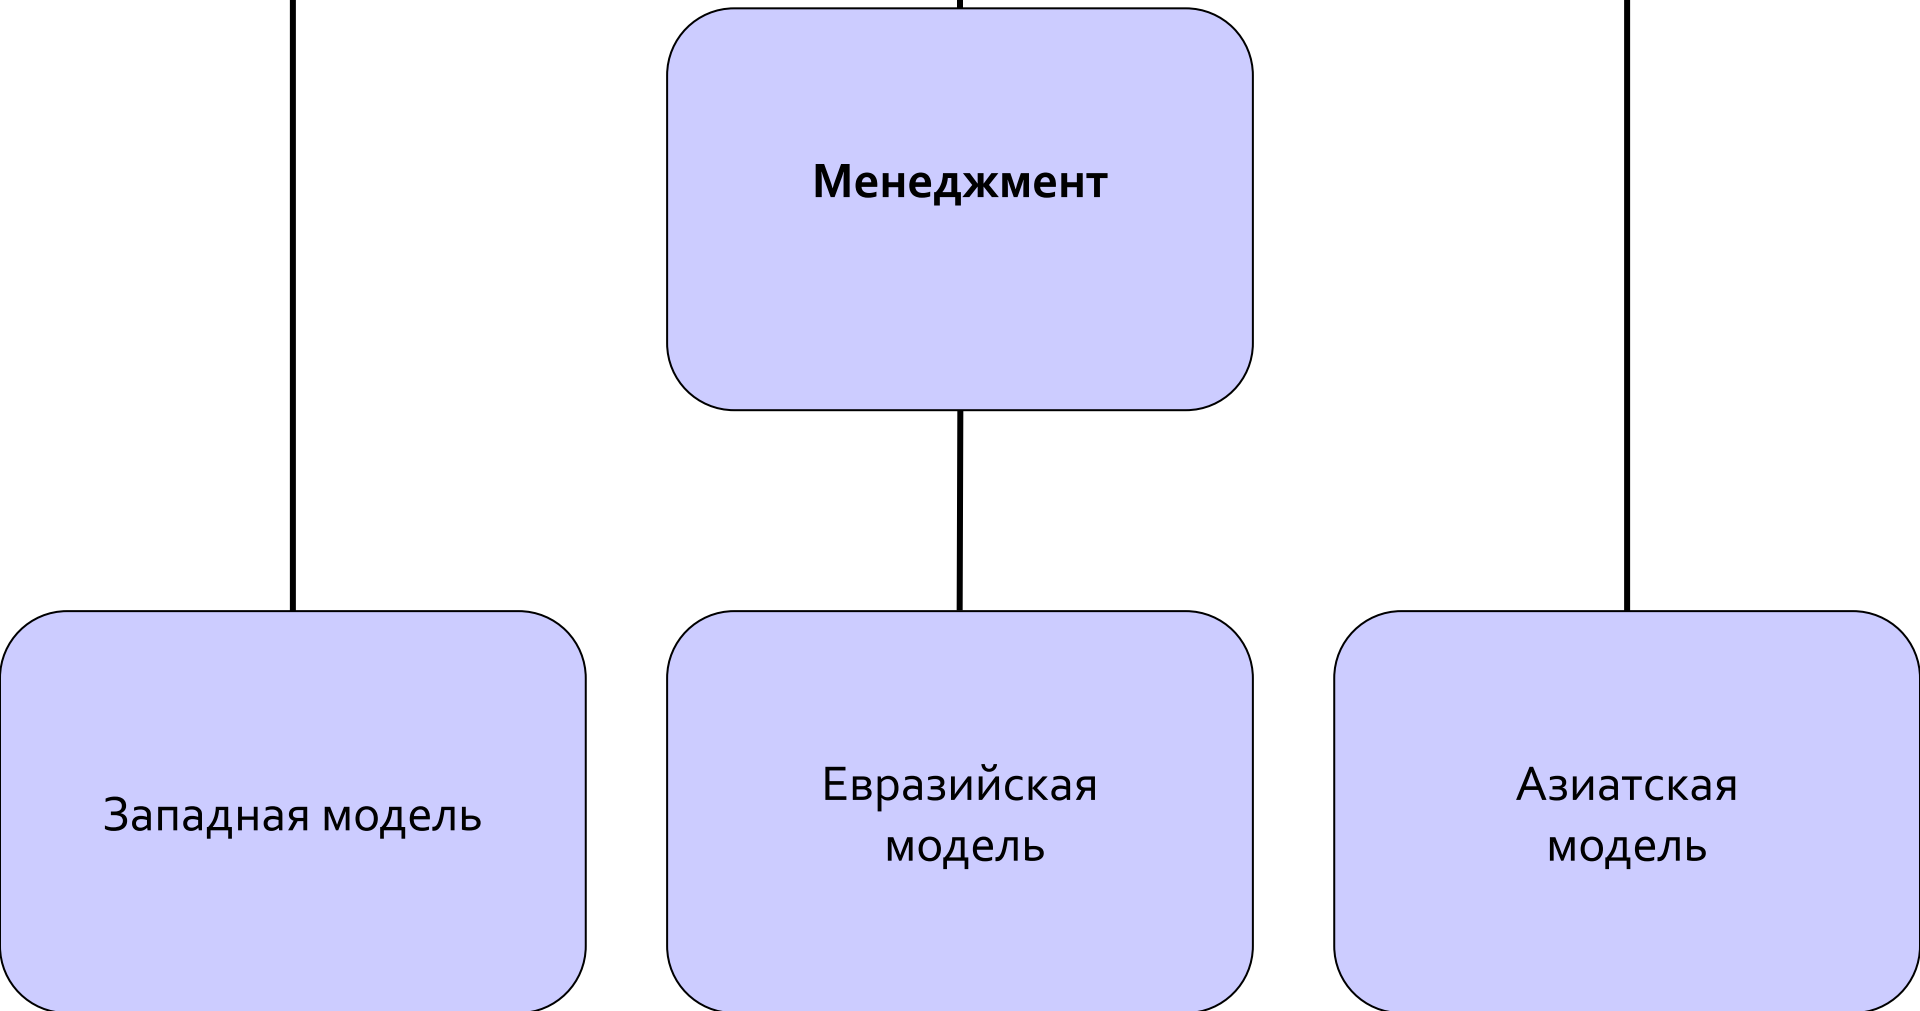 Менеджмент
Западная модель
Евразийская
модель
Азиатская
модель